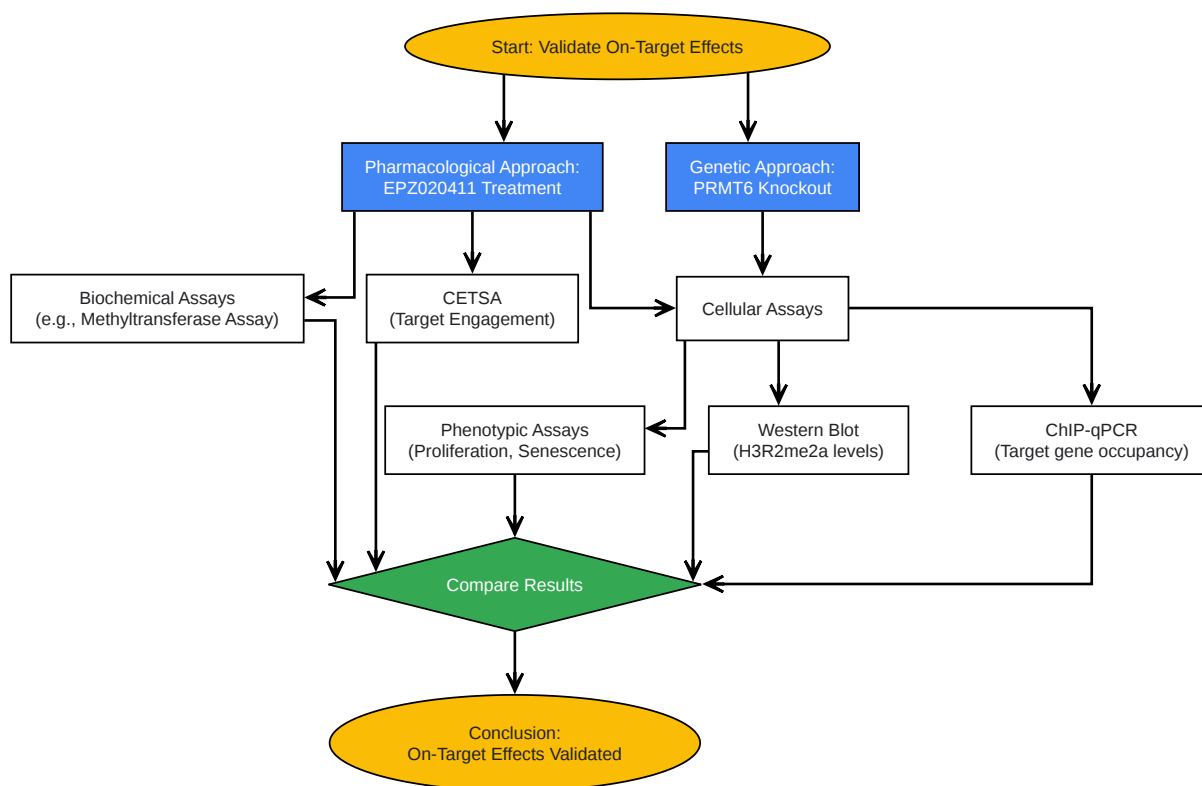 Start: Validate On-Target Effects
Pharmacological Approach:
EPZ020411 Treatment
Genetic Approach:
PRMT6 Knockout
Biochemical Assays
(e.g., Methyltransferase Assay)
CETSA
(Target Engagement)
Cellular Assays
Phenotypic Assays
(Proliferation, Senescence)
Western Blot
(H3R2me2a levels)
ChIP-qPCR
(Target gene occupancy)
Compare Results
Conclusion:
On-Target Effects Validated